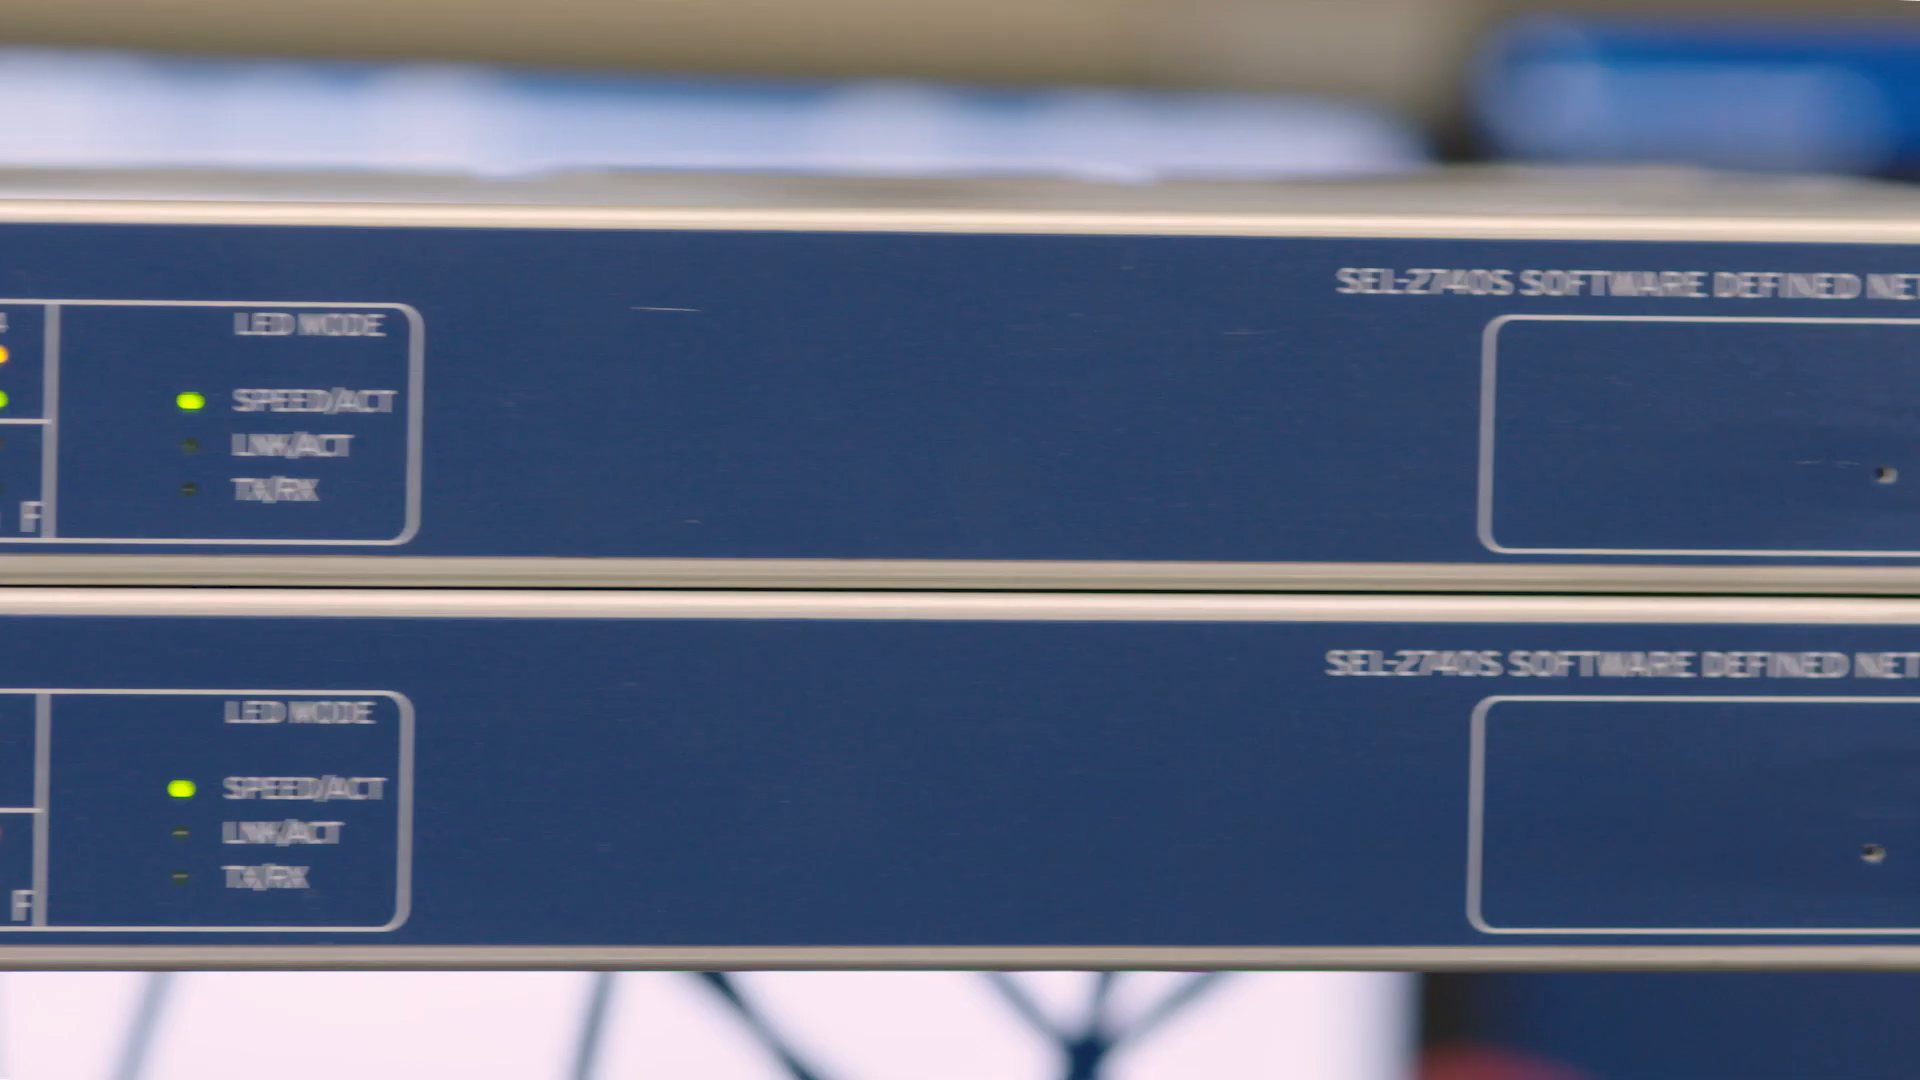 SEL-2740S SOFTWARE DEFINED NET
4
LED MODE
SPEED/ACT
LNK/ACT
TX/RX
F
SEL-2740S SOFTWARE DEFINED NET
LED MODE
SPEED/ACT
LNK/ACT
TX/RX
F